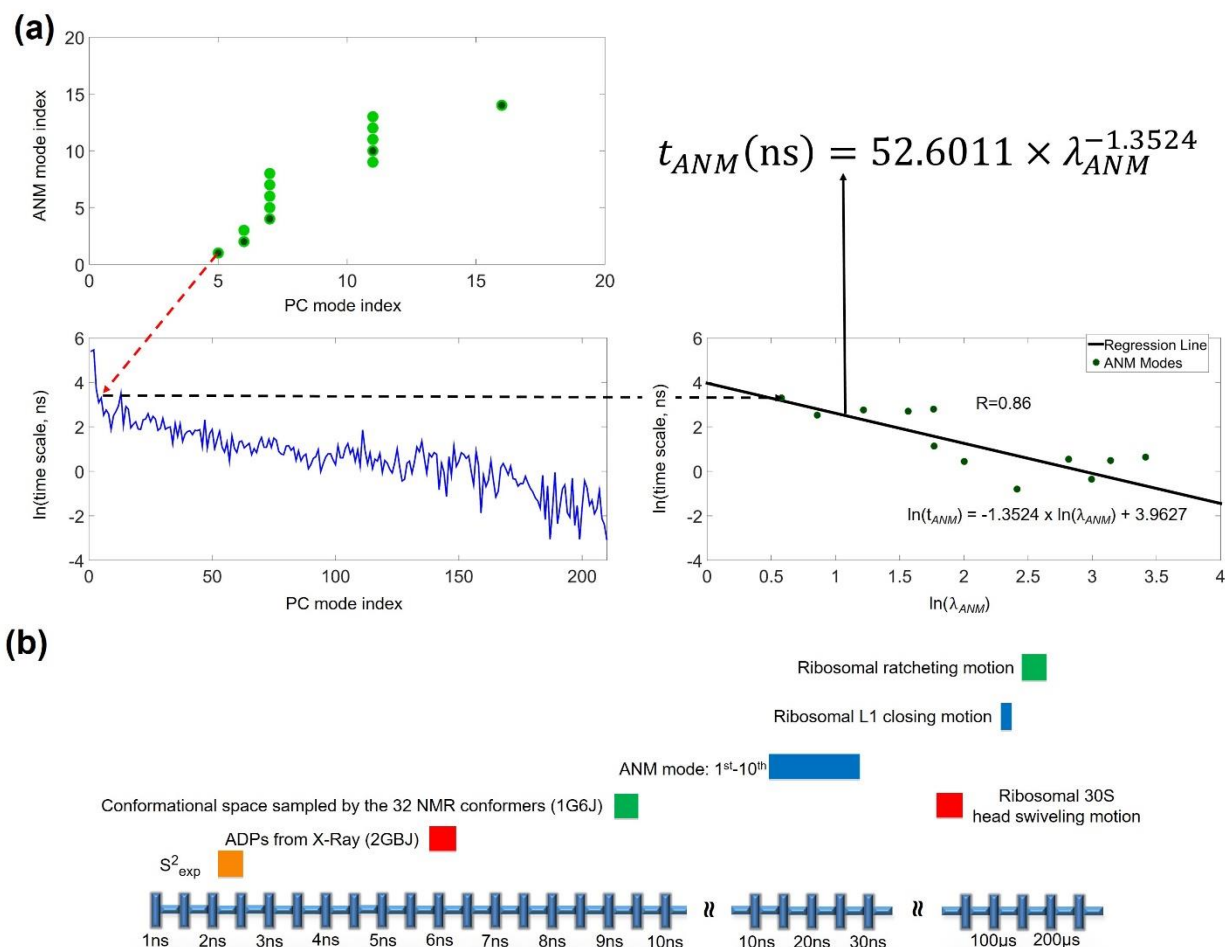 (a)
20
15
10
5
0
ANM mode index
0 5 10 15 20
PC mode index
t_ANM(ns) = 52.6011 × λ_ANM^-1.3524
6
4
2
0
-2
-4
ln(time scale, ns)
0 50 100 150 200
PC mode index
6
4
2
0
-2
-4
ln(time scale, ns)
Regression Line
ANM Modes
R=0.86
ln(t_ANM) = -1.3524 x ln(λ_ANM) + 3.9627
0 0.5 1 1.5 2 2.5 3 3.5 4
ln(λ_ANM)
(b)
Ribosomal ratcheting motion
Ribosomal L1 closing motion
ANM mode: 1st-10th
Conformational space sampled by the 32 NMR conformers (1G6J)
Ribosomal 30S
head swiveling motion
ADPs from X-Ray (2GBJ)
S²exp
≈ ≈
1ns 2ns 3ns 4ns 5ns 6ns 7ns 8ns 9ns 10ns 10ns 20ns 30ns 100µs 200µs